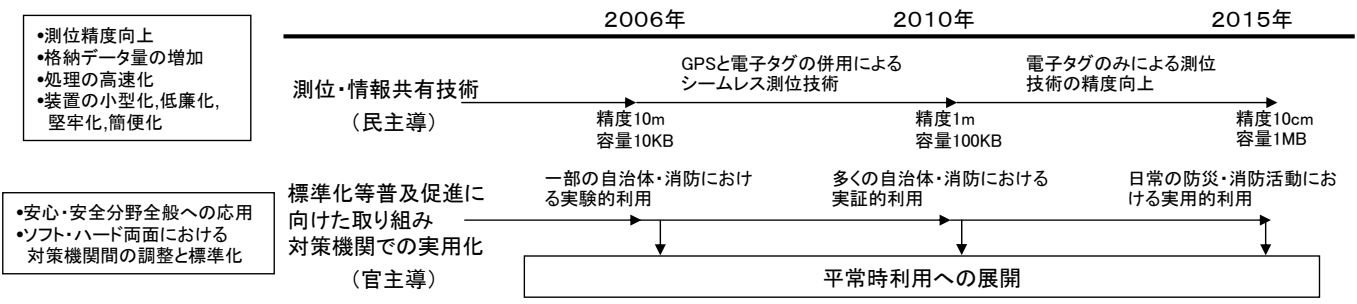 •測位精度向上
•格納データ量の増加
•処理の高速化
•装置の小型化,低廉化,
堅牢化,簡便化
2006年
2010年
2015年
測位・情報共有技術
（民主導）
GPSと電子タグの併用による
シームレス測位技術
電子タグのみによる測位
技術の精度向上
精度10m
容量10KB
精度1m
容量100KB
精度10cm
容量1MB
•安心・安全分野全般への応用
•ソフト・ハード両面における
対策機関間の調整と標準化
標準化等普及促進に
向けた取り組み
対策機関での実用化
（官主導）
一部の自治体・消防におけ
る実験的利用
多くの自治体・消防における
実証的利用
日常の防災・消防活動にお
ける実用的利用
平常時利用への展開